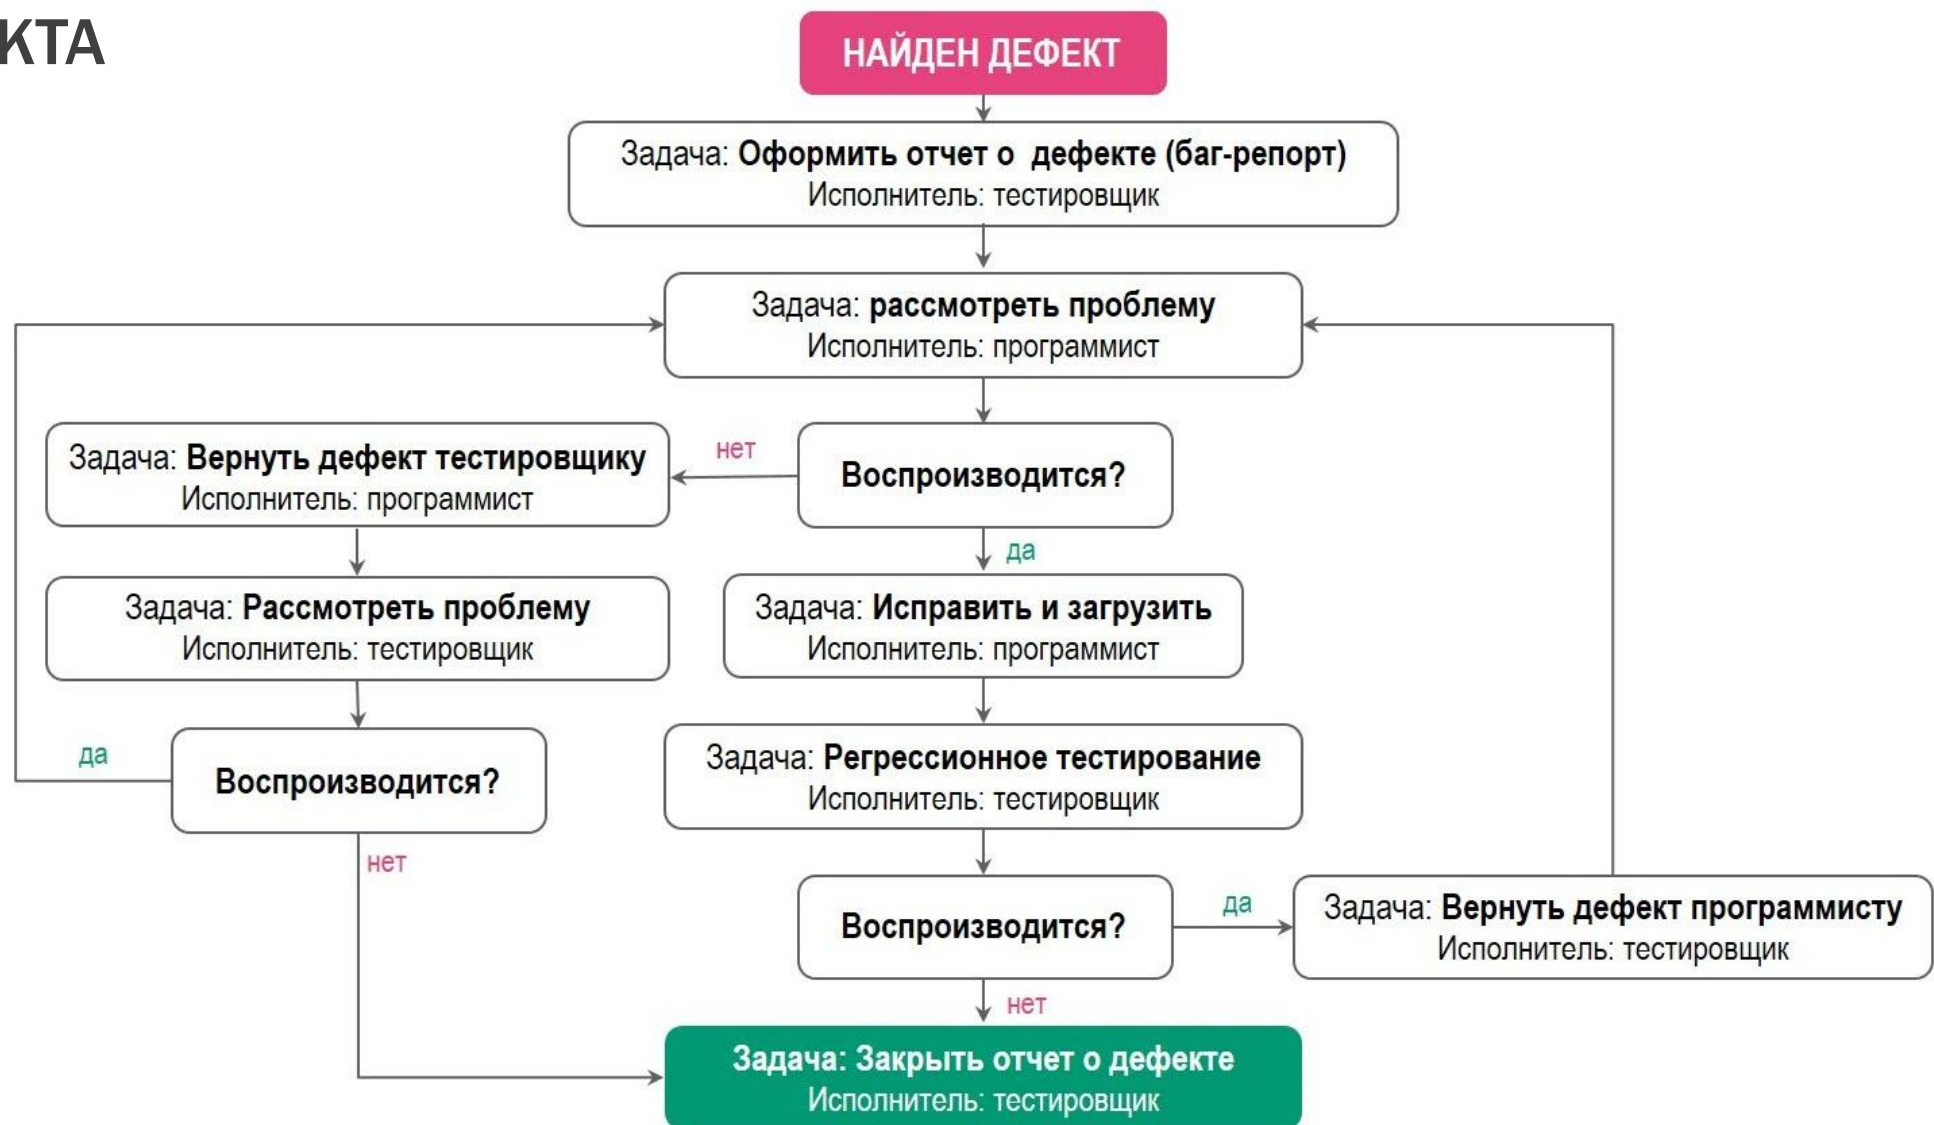 КТА
НАЙДЕН ДЕФЕКТ
Задача: Оформить отчет о дефекте (баг-репорт)
Исполнитель: тестировщик
Задача: рассмотреть проблему
Исполнитель: программист
Задача: Вернуть дефект тестировщику
Исполнитель: программист
нет
Воспроизводится?
да
Задача: Рассмотреть проблему
Исполнитель: тестировщик
Задача: Исправить и загрузить
Исполнитель: программист
да
Воспроизводится?
нет
Задача: Регрессионное тестирование
Исполнитель: тестировщик
Воспроизводится?
да
Задача: Вернуть дефект программисту
Исполнитель: тестировщик
нет
Задача: Закрыть отчет о дефекте
Исполнитель: тестировщик